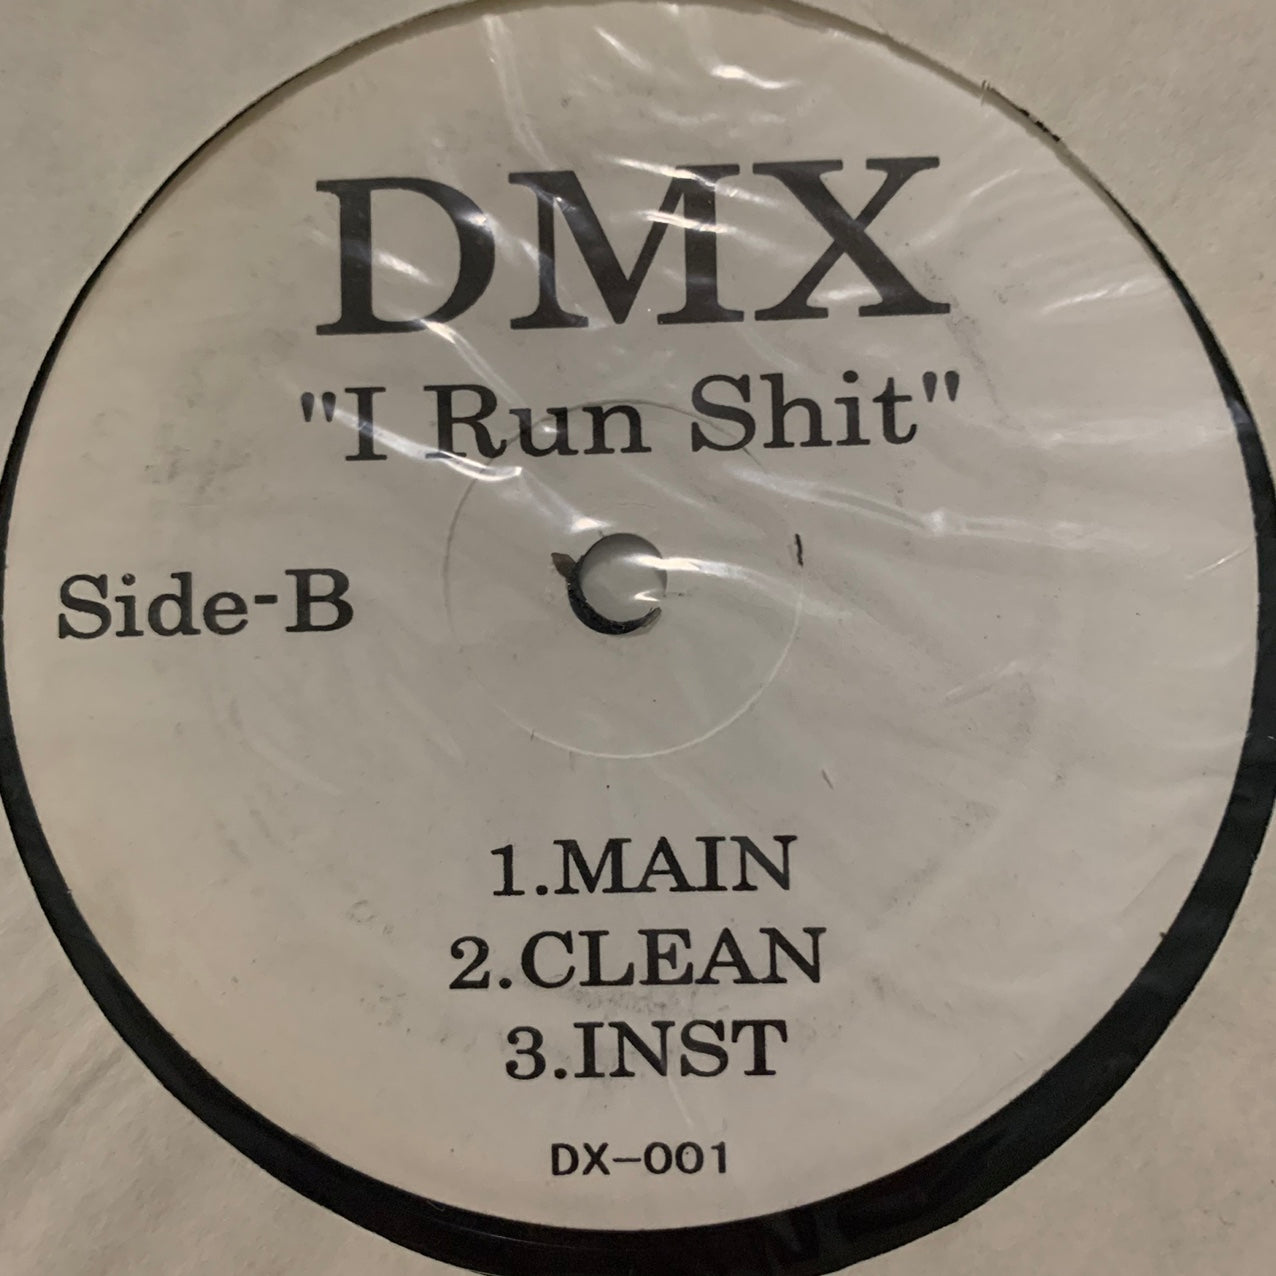 DMX
"I Run Shit"
Side-B
1.MAIN
2.CLEAN
3.INST
DX-001